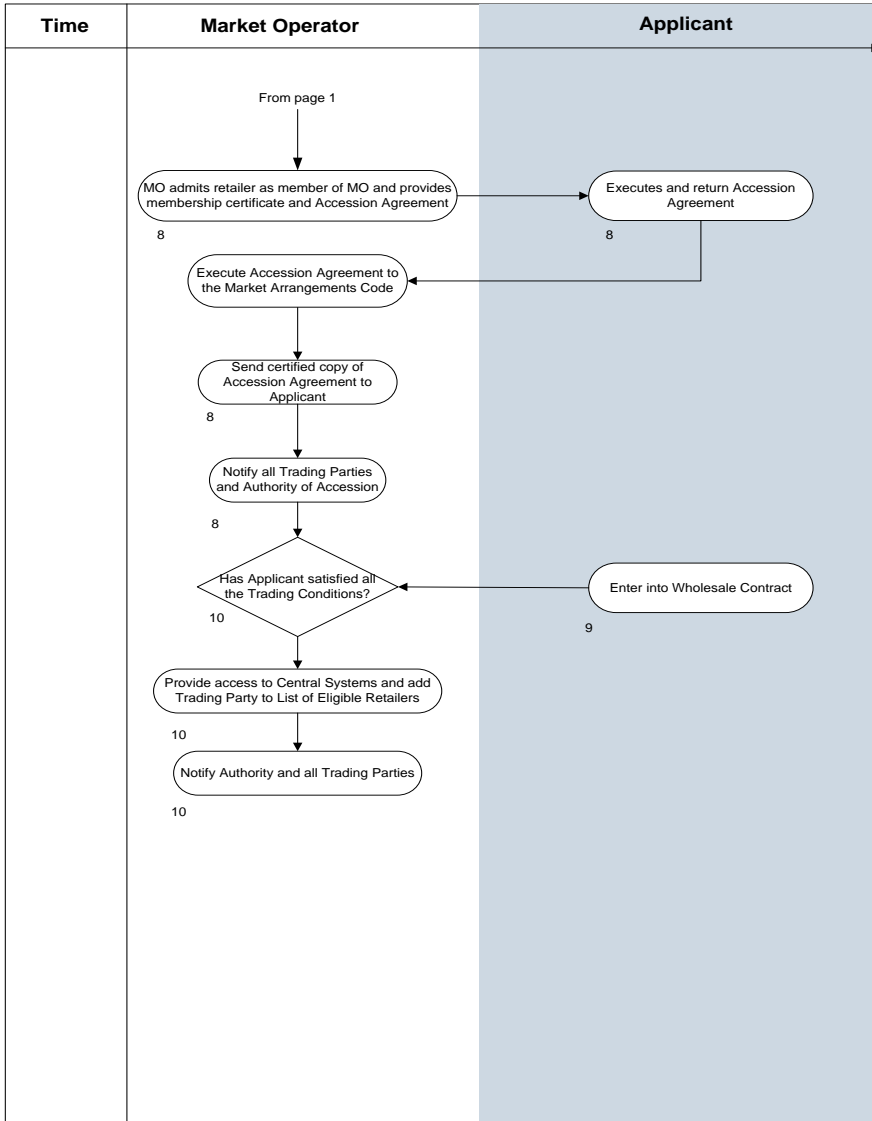 Time
Market Operator
Applicant
From page 1
MO admits retailer as member of MO and provides
membership certificate and Accession Agreement
8
Executes and return Accession
Agreement
8
Execute Accession Agreement to
the Market Arrangements Code
Send certified copy of
Accession Agreement to
Applicant
8
Notify all Trading Parties
and Authority of Accession
8
Has Applicant satisfied all
the Trading Conditions?
10
Enter into Wholesale Contract
9
Provide access to Central Systems and add
Trading Party to List of Eligible Retailers
10
Notify Authority and all Trading Parties
10